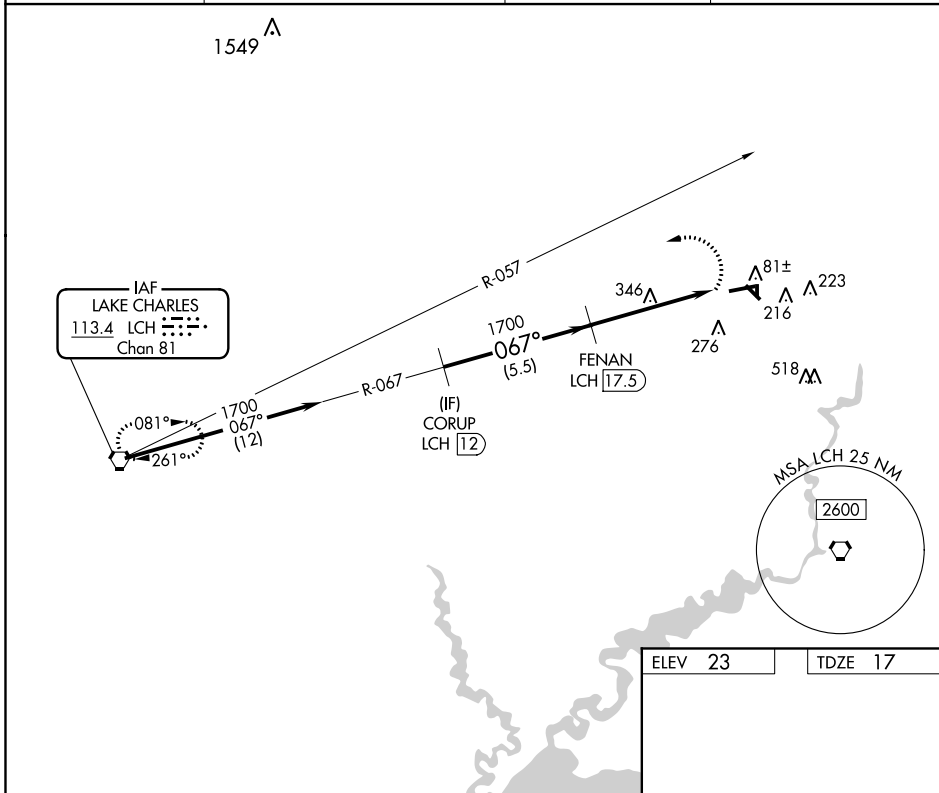 1549
R-057
IAF
LAKE CHARLES
113.4 LCH
Chan 81
346
81±
223
216
276
1700
067°
(5.5)
FENAN
LCH 17.5
518
R-067
(IF)
CORUP
LCH 12
1700
067°
(12)
081°
261°
MSA LCH 25 NM
2600
ELEV 23
TDZE 17